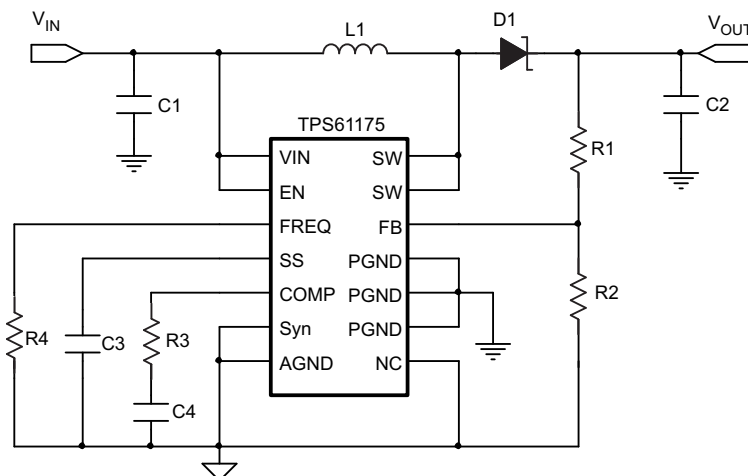 VIN
L1
D1
VOUT
C1
C2
TPS61175
VIN
SW
R1
EN
SW
FREQ
FB
SS
PGND
COMP
PGND
R2
R4
C3
R3
Syn
PGND
AGND
NC
C4